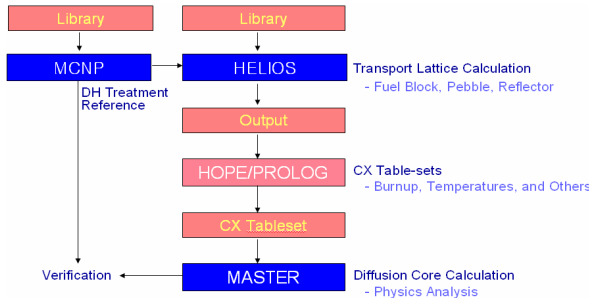 Library
Library
MCNP
HELIOS
Transport Lattice Calculation
- Fuel Block, Pebble, Reflector
DH Treatment
Reference
Output
HOPE/PROLOG
CX Table-sets
- Burnup, Temperatures, and Others
CX Tableset
Verification
MASTER
Diffusion Core Calculation
- Physics Analysis